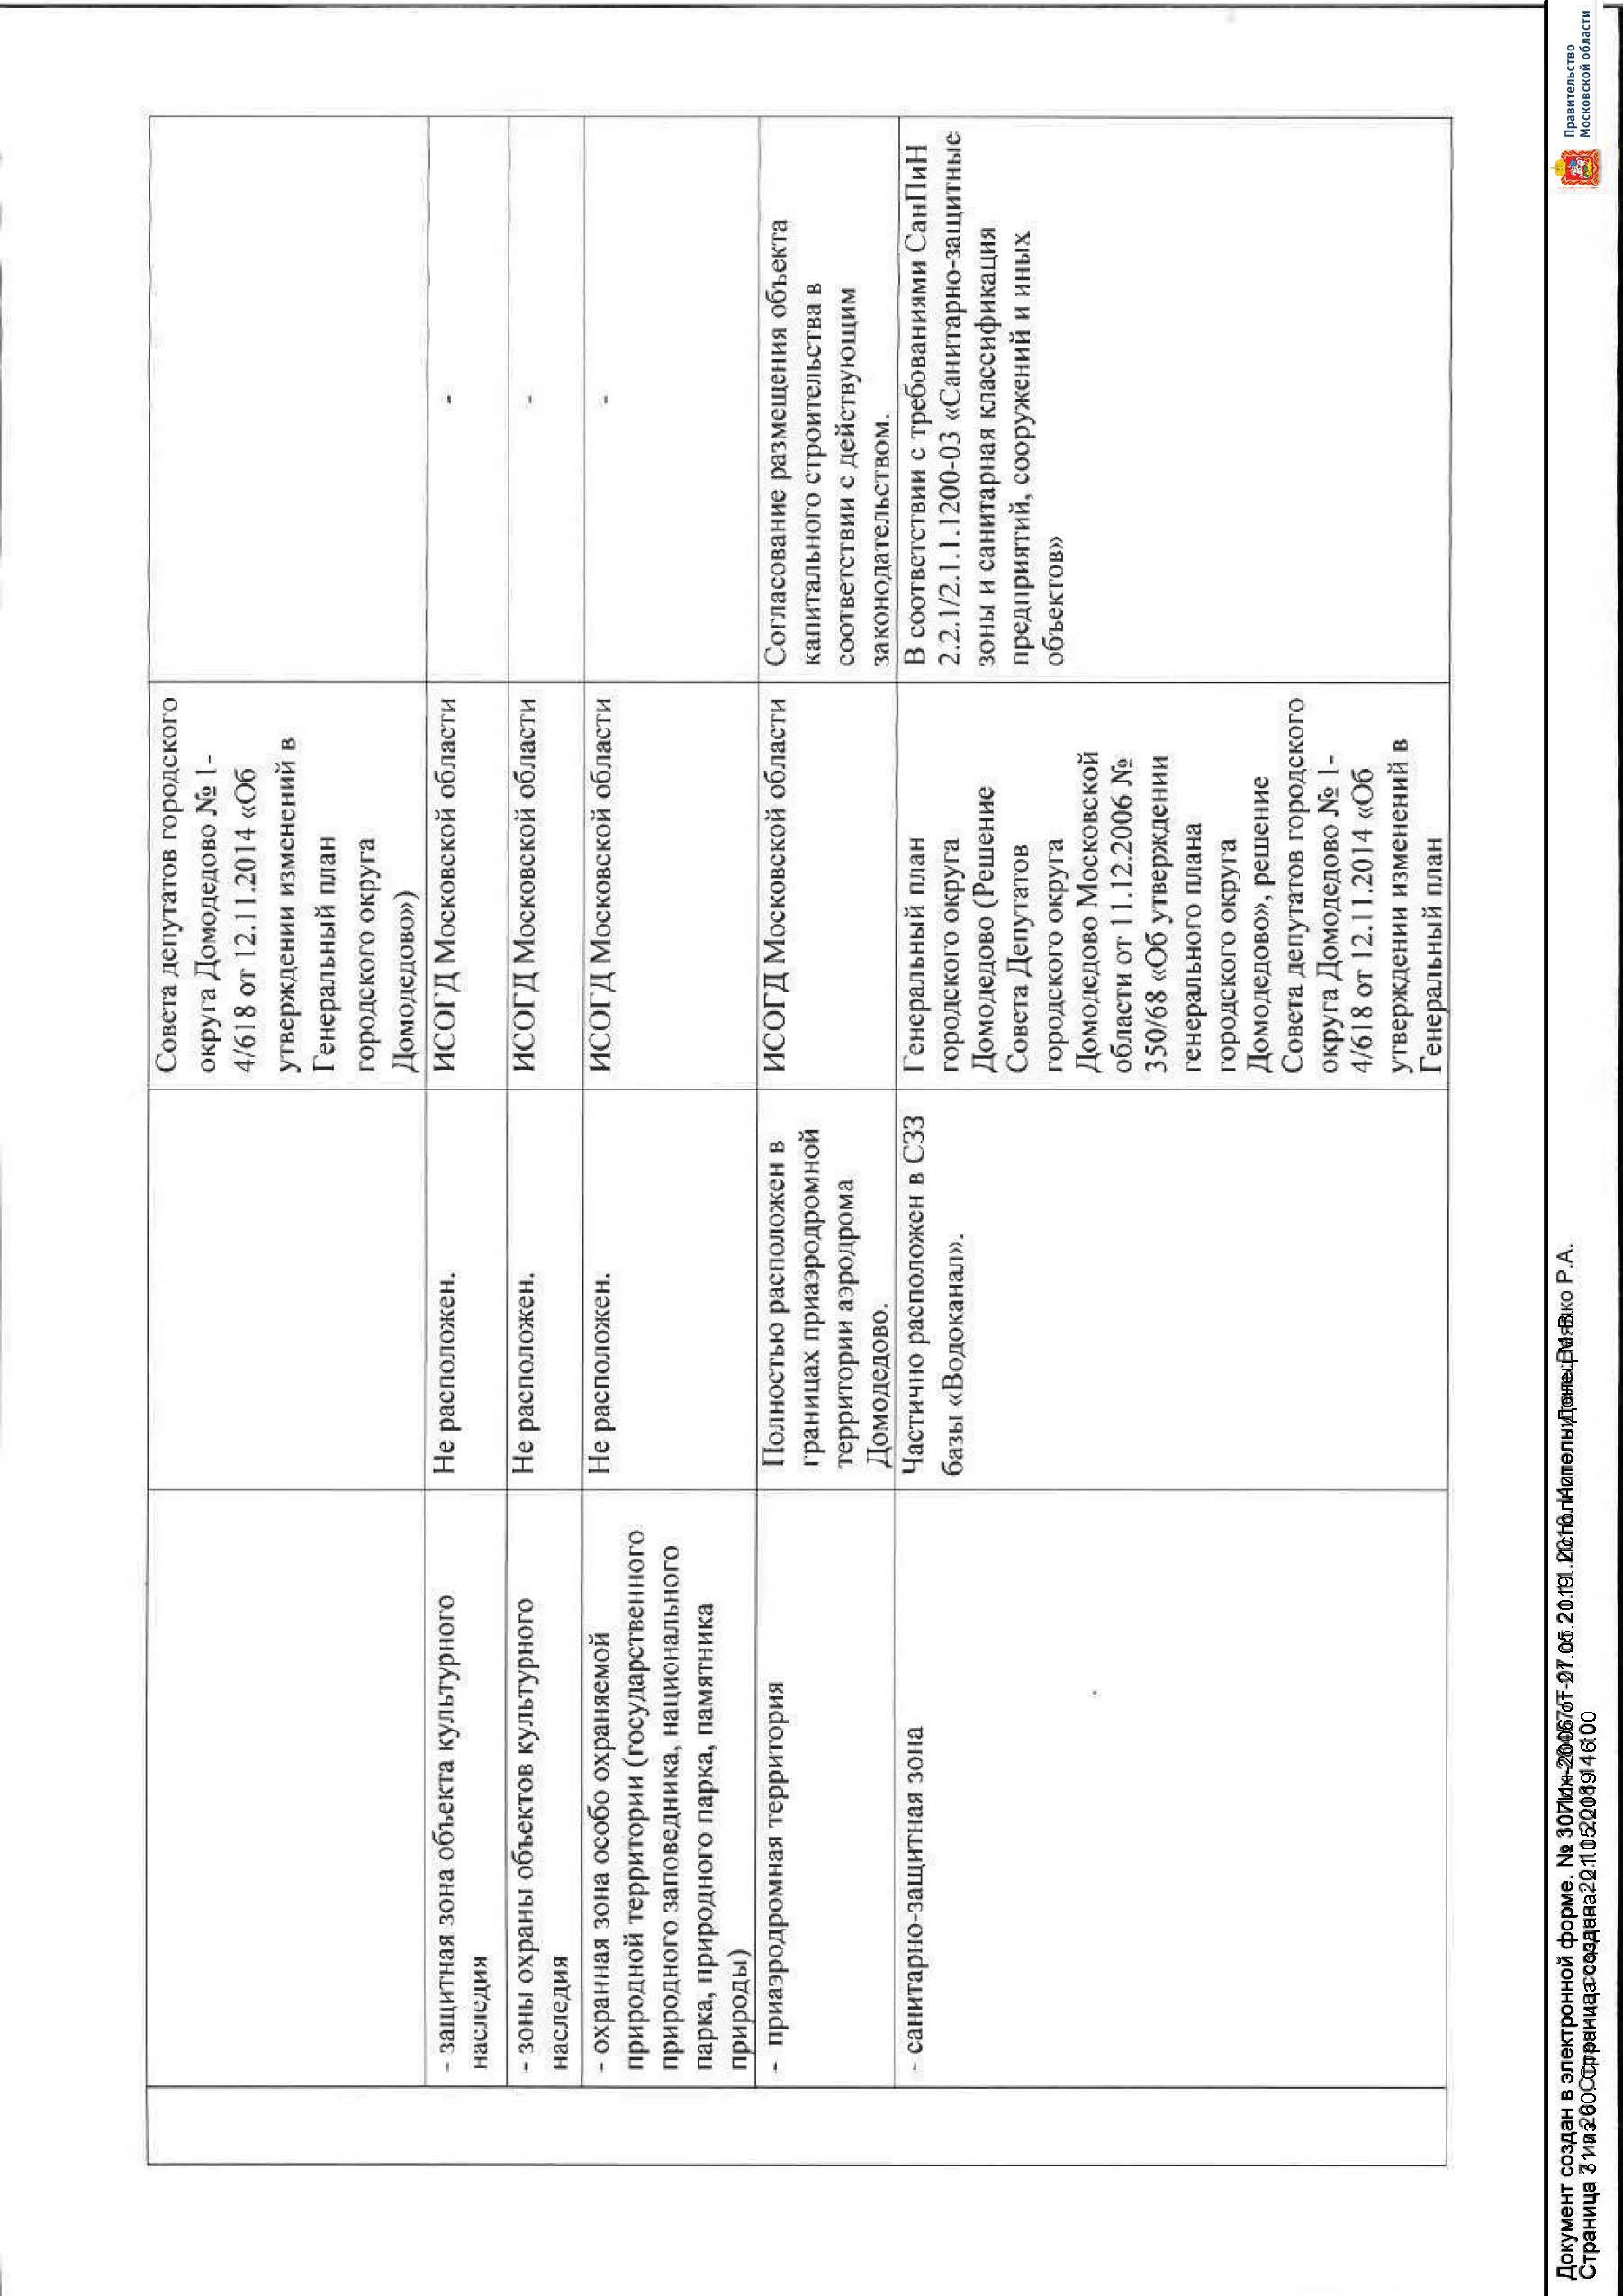 Совета депутатов городского
округа Домодедово № 1-
4/618 от 12.11.2014 «Об
утверждении изменений в
Генеральный план
городского округа
Домодедово»)
- защитная зона объекта культурного
наследия
Не расположен.
ИСОГД Московской области
-
- зоны охраны объектов культурного
наследия
Не расположен.
ИСОГД Московской области
-
- охранная зона особо охраняемой
природной территории (государственного
природного заповедника, национального
парка, природного парка, памятника
природы)
Не расположен.
ИСОГД Московской области
-
- приаэродромная территория
Полностью расположен в
границах приаэродромной
территории аэродрома
Домодедово.
ИСОГД Московской области
Согласование размещения объекта
капитального строительства в
соответствии с действующим
законодательством.
- санитарно-защитная зона
Частично расположен в СЗЗ
базы «Водоканал».
Генеральный план
городского округа
Домодедово (Решение
Совета Депутатов
городского округа
Домодедово Московской
области от 11.12.2006 №
350/68 «Об утверждении
генерального плана
городского округа
Домодедово», решение
Совета депутатов городского
округа Домодедово № 1-
4/618 от 12.11.2014 «Об
утверждении изменений в
Генеральный план
В соответствии с требованиями СанПиН
2.2.1/2.1.1.1200-03 «Санитарно-защитные
зоны и санитарная классификация
предприятий, сооружений и иных
объектов»
Документ создан в электронной форме. №
Страница
Правительство
Московской области